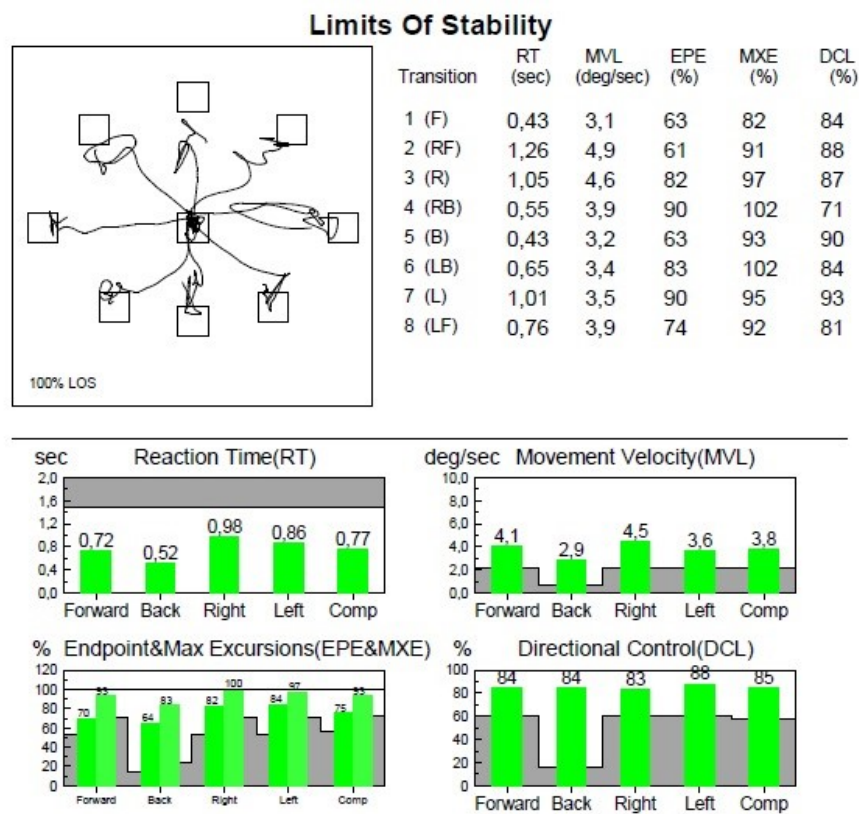 Limits Of Stability
Transition RT (sec) MVL (deg/sec) EPE (%) MXE (%) DCL (%)
1 (F) 0,43 3,1 63 82 84
2 (RF) 1,26 4,9 61 91 88
3 (R) 1,05 4,6 82 97 87
4 (RB) 0,55 3,9 90 102 71
5 (B) 0,43 3,2 63 93 90
6 (LB) 0,65 3,4 83 102 84
7 (L) 1,01 3,5 90 95 93
8 (LF) 0,76 3,9 74 92 81
100% LOS
sec Reaction Time(RT)
2,0
1,6
1,2
0,8
0,4
0,0
0,72 0,52 0,98 0,86 0,77
Forward Back Right Left Comp
deg/sec Movement Velocity(MVL)
10,0
8,0
6,0
4,0
2,0
0,0
4,1 2,9 4,5 3,6 3,8
Forward Back Right Left Comp
% Endpoint&Max Excursions(EPE&MXE)
120
100
80
60
40
20
0
70 93 64 83 82 100 84 97 75 93
Forward Back Right Left Comp
% Directional Control(DCL)
100
80
60
40
20
0
84 84 83 88 85
Forward Back Right Left Comp